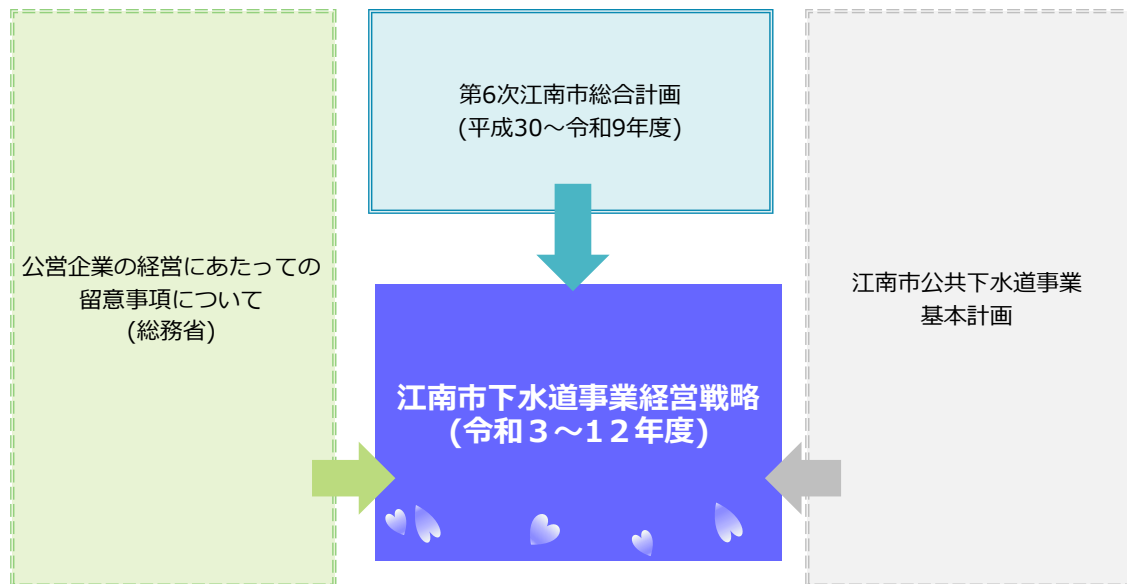 第6次江南市総合計画
(平成30～令和9年度)
公営企業の経営にあたっての
留意事項について
(総務省)
江南市下水道事業経営戦略
(令和３～１２年度)
江南市公共下水道事業
基本計画